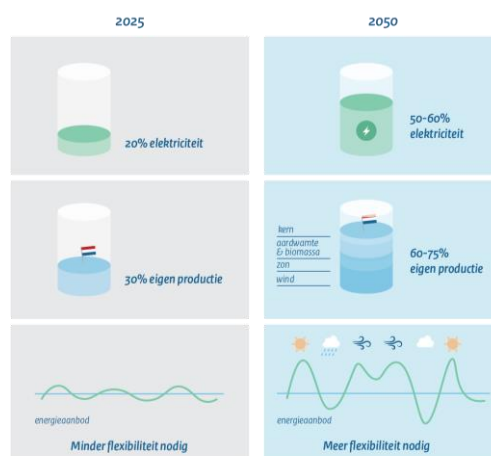 2025
2050
20% elektriciteit
50-60%
elektriciteit
30% eigen productie
kern
aardwamte
& biomassa
zon
wind
60-75%
eigen productie
energieaanbod
Minder flexibiliteit nodig
energieaanbod
Meer flexibiliteit nodig